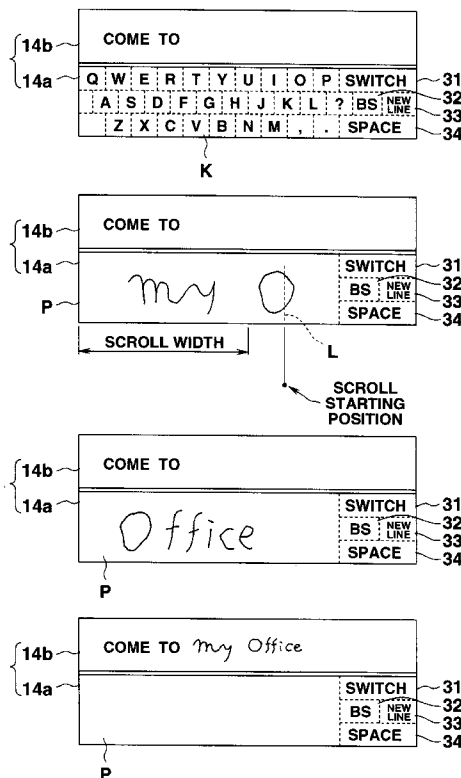 14b COME TO
14a Q W E R T Y U I O P SWITCH 31
A S D F G H J K L ? BS NEW LINE 32 33
Z X C V B N M , . SPACE 34
K
14b COME TO
14a SWITCH 31
P my O BS NEW LINE 32 33
SPACE 34
SCROLL WIDTH L
SCROLL STARTING POSITION
14b COME TO
14a SWITCH 31
Office BS NEW LINE 32 33
SPACE 34
P
14b COME TO my Office
14a SWITCH 31
BS NEW LINE 32 33
SPACE 34
P